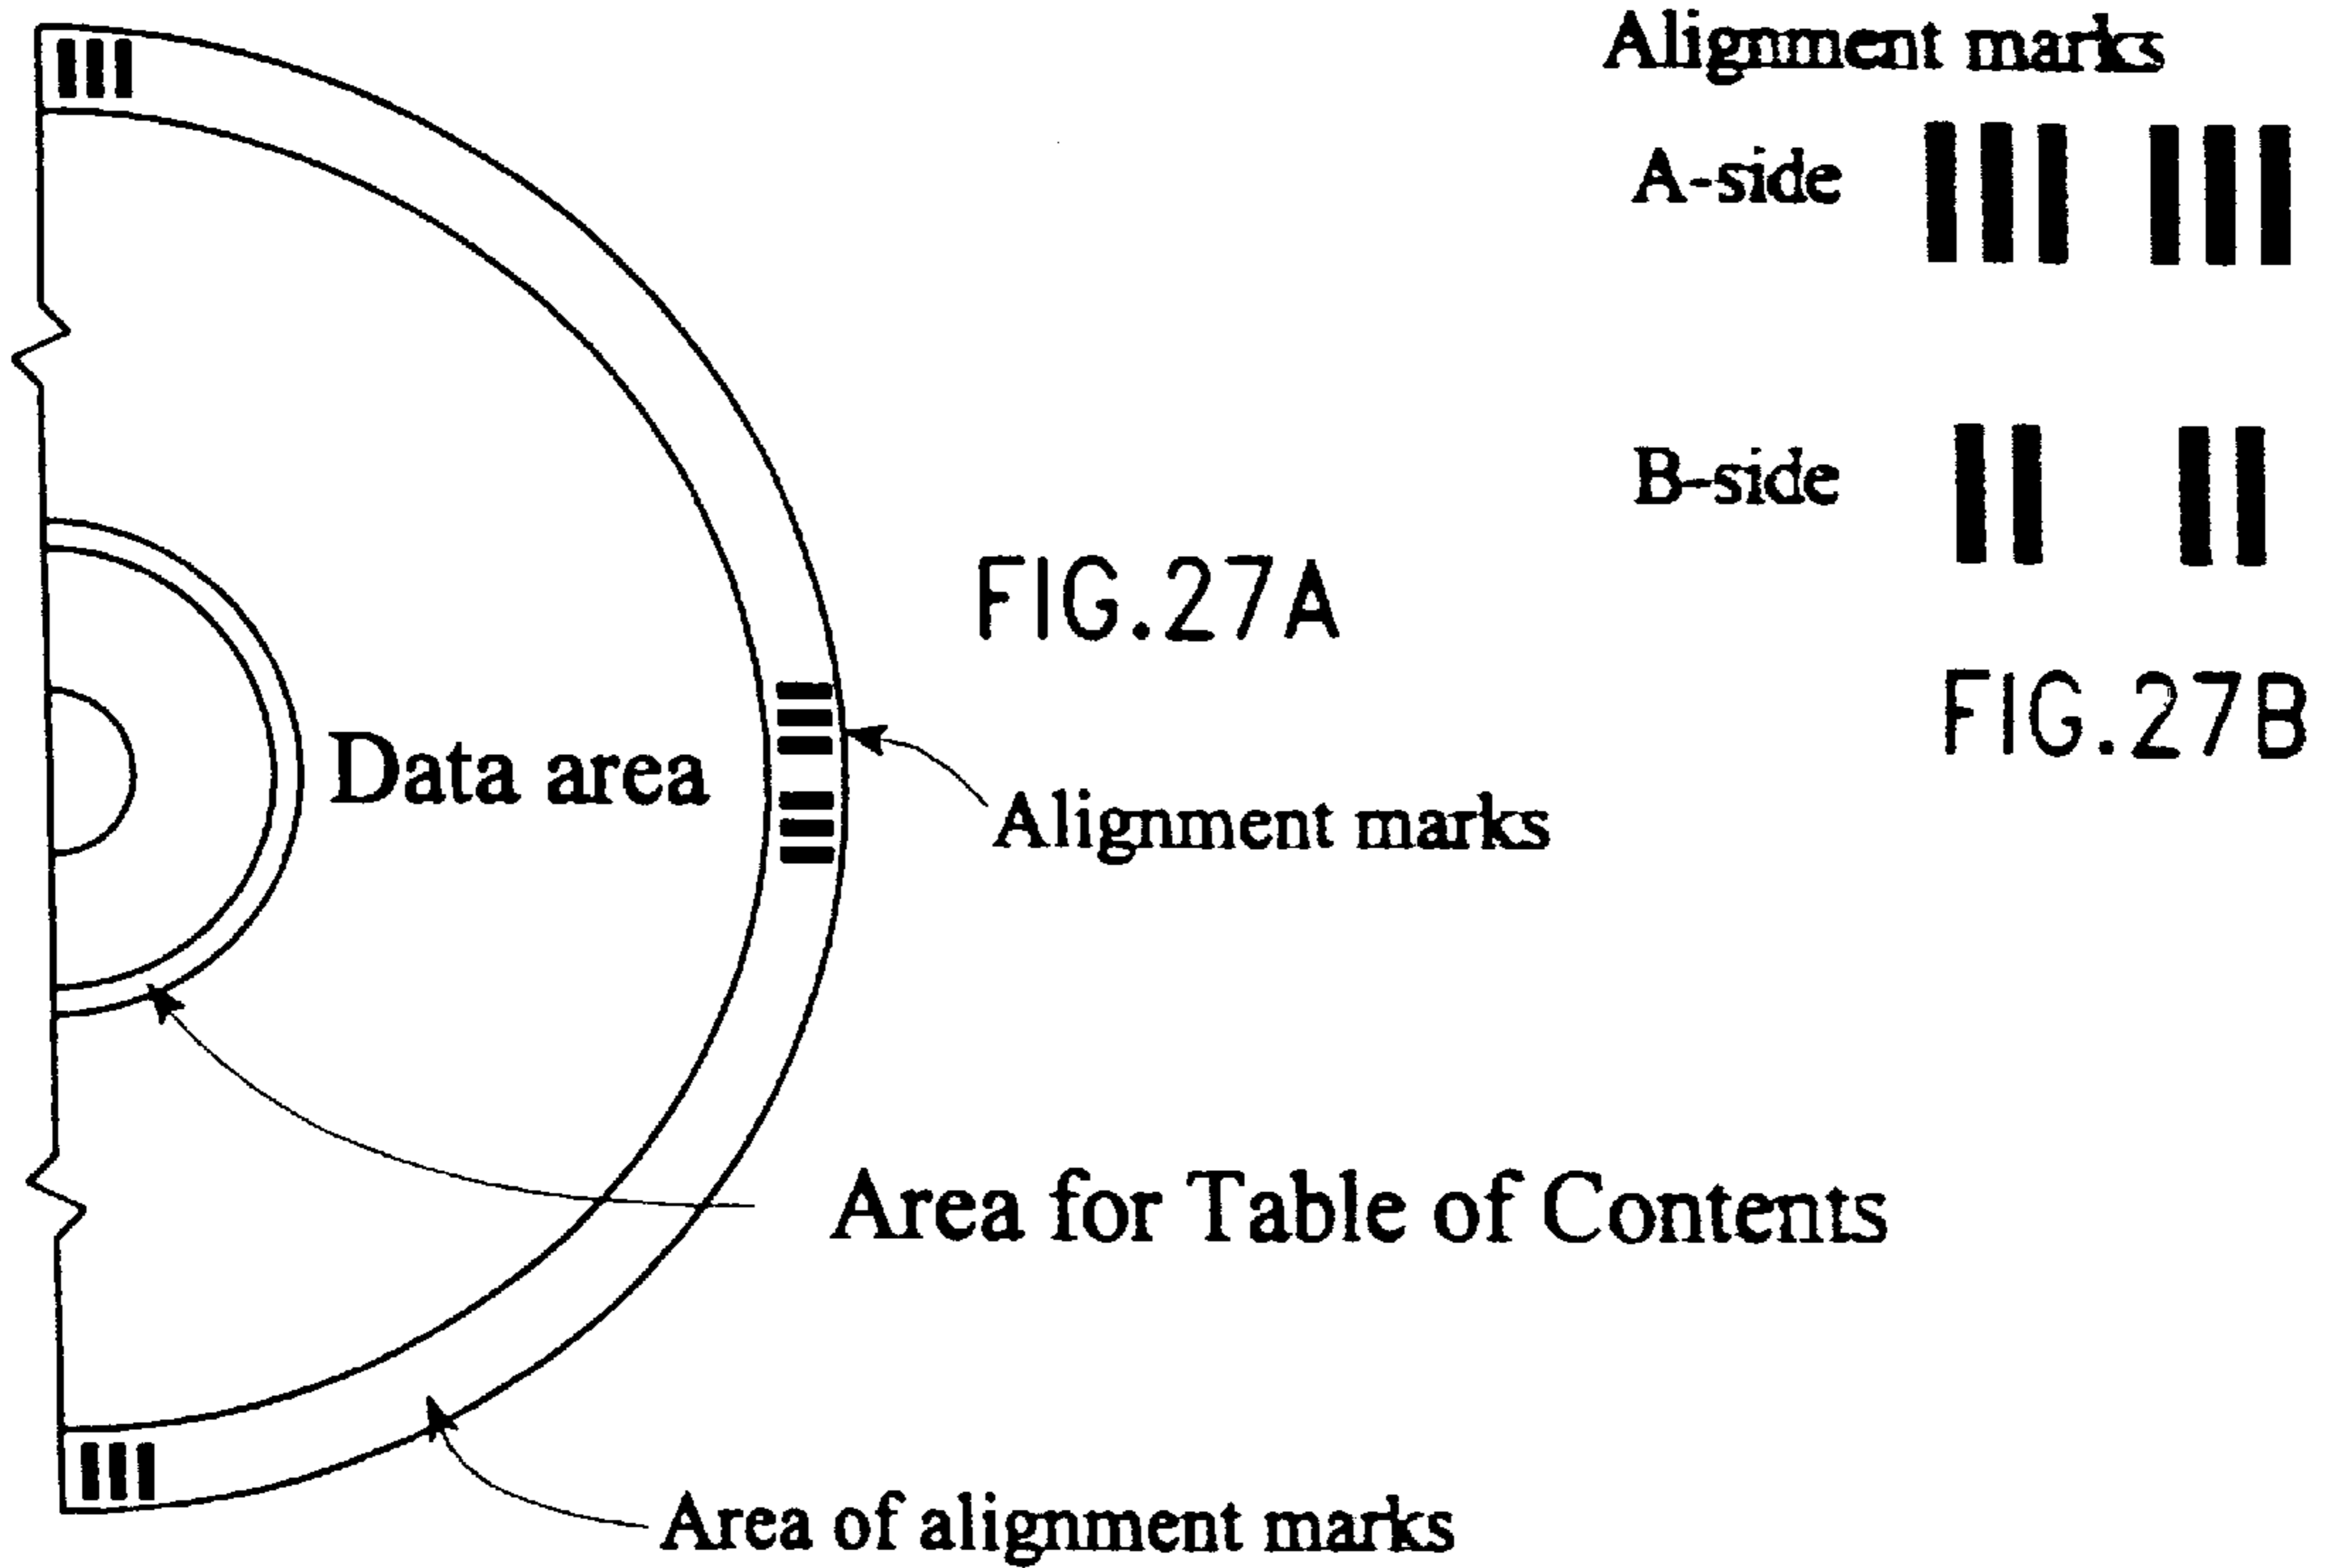 Alignment marks
A-side
B-side
FIG.27A
FIG.27B
Data area
Alignment marks
Area for Table of Contents
Area of alignment marks